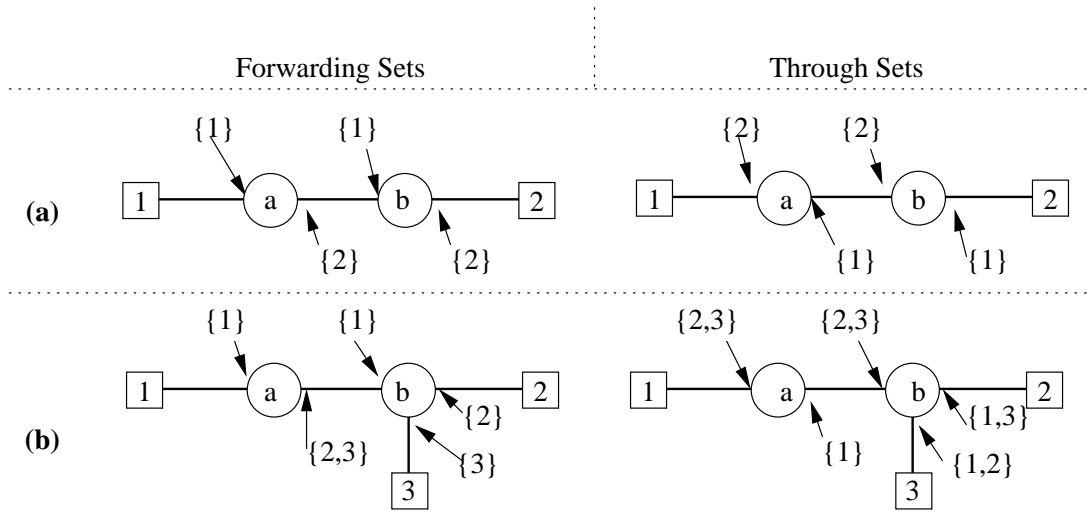 Forwarding Sets Through Sets
{1} {1} {2} {2}
(a) 1 a b 2 1 a b 2
{2} {2} {1} {1}
{1} {1} {2,3} {2,3}
1 a b 2 1 a b 2
{2} {1,3}
(b) {2,3} {3} {1} {1,2}
3 3